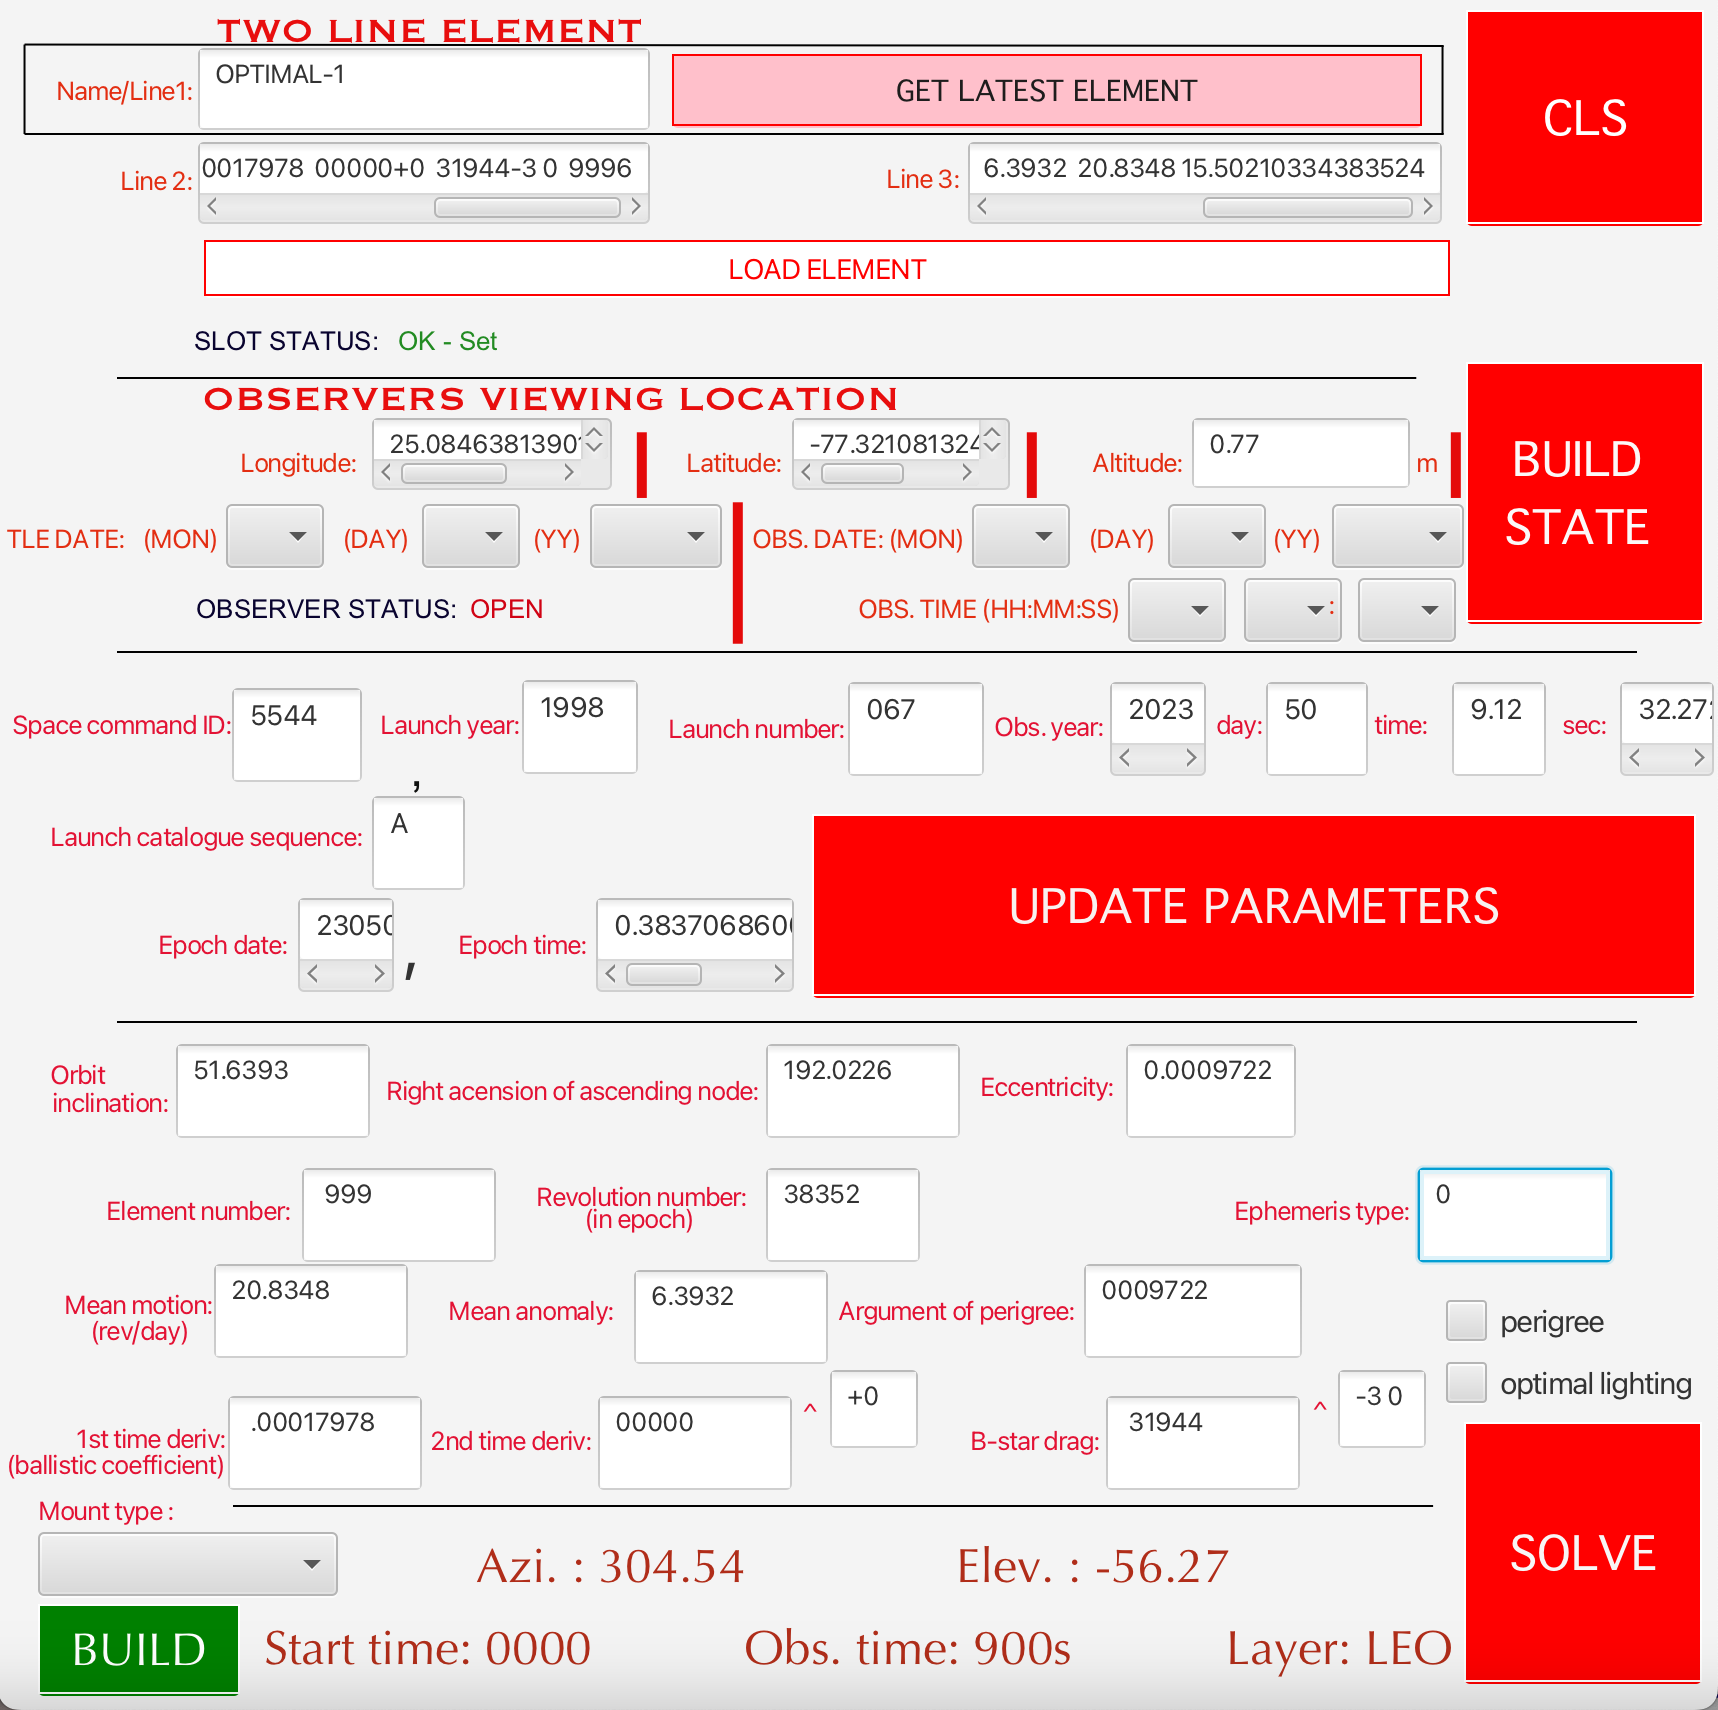 TWO LINE ELEMENT
Name/Line1: OPTIMAL-1 GET LATEST ELEMENT CLS
Line 2: 0017978 00000+0 31944-3 0 9996 Line 3: 6.3932 20.8348 15.50210334383524
LOAD ELEMENT
SLOT STATUS: OK - Set
OBSERVERS VIEWING LOCATION
Longitude: 25.0846381390 Latitude: -77.321081324 Altitude: 0.77 m BUILD STATE
TLE DATE: (MON) (DAY) (YY) OBS. DATE: (MON) (DAY) (YY)
OBSERVER STATUS: OPEN OBS. TIME (HH:MM:SS) :
Space command ID: 5544 Launch year: 1998 Launch number: 067 Obs. year: 2023 day: 50 time: 9.12 sec: 32.27
,
Launch catalogue sequence: A
UPDATE PARAMETERS
Epoch date: 23050 , Epoch time: 0.383706860
Orbit inclination: 51.6393 Right acension of ascending node: 192.0226 Eccentricity: 0.0009722
Element number: 999 Revolution number: (in epoch) 38352 Ephemeris type: 0
Mean motion: (rev/day) 20.8348 Mean anomaly: 6.3932 Argument of perigree: 0009722
perigree
optimal lighting
1st time deriv: (ballistic coefficient) .00017978 2nd time deriv: 00000 ^ +0 B-star drag: 31944 ^ -3 0
Mount type :
Azi. : 304.54 Elev. : -56.27 SOLVE
BUILD Start time: 0000 Obs. time: 900s Layer: LEO